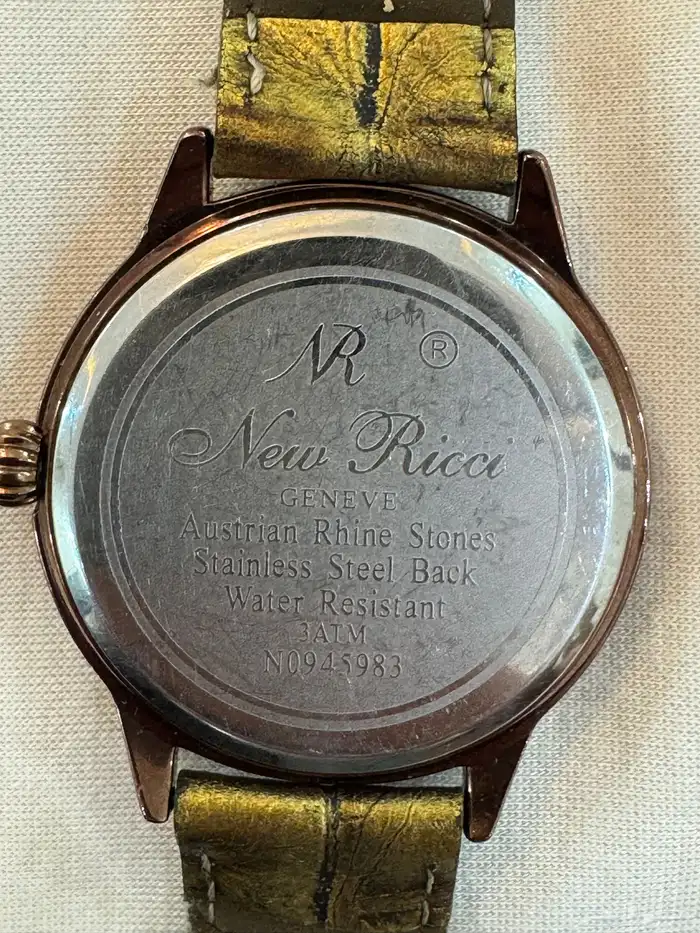 NR ®
New Ricci
GENEVE
Austrian Rhine Stones
Stainless Steel Back
Water Resistant
3ATM
N0945983